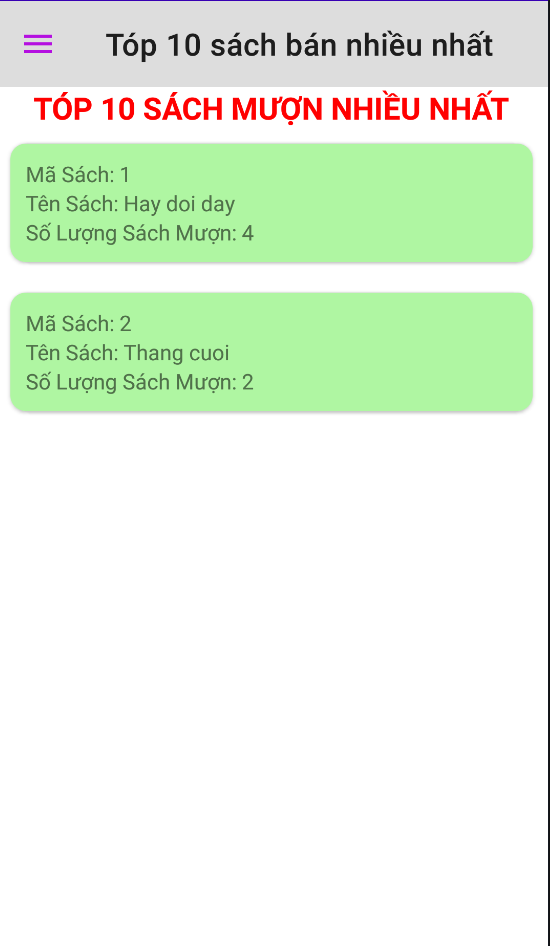 Tóp 10 sách bán nhiều nhất
TÓP 10 SÁCH MƯỢN NHIỀU NHẤT
Mã Sách: 1
Tên Sách: Hay doi day
Số Lượng Sách Mượn: 4
Mã Sách: 2
Tên Sách: Thang cuoi
Số Lượng Sách Mượn: 2